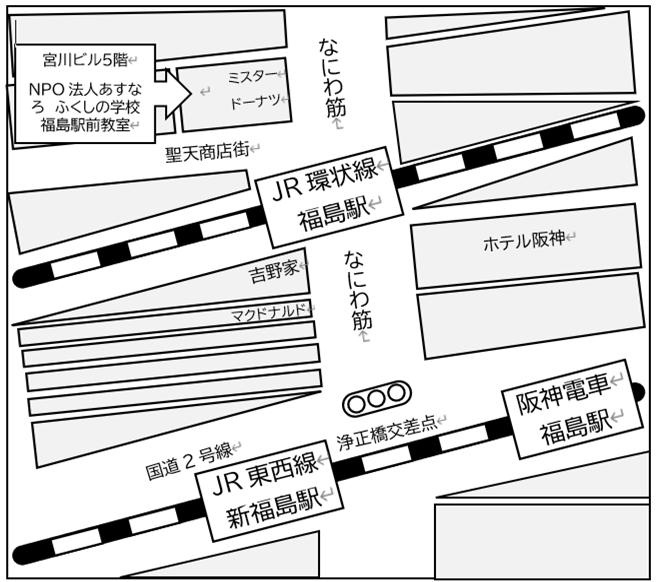 宮川ビル5階
NPO 法人あすな
ろ ふくしの学校
福島駅前教室
ミスター
ドーナツ
なにわ筋
聖天商店街
JR 環状線
福島駅
ホテル阪神
吉野家
マクドナルド
なにわ筋
阪神電車
福島駅
浄正橋交差点
国道 2 号線
JR 東西線
新福島駅